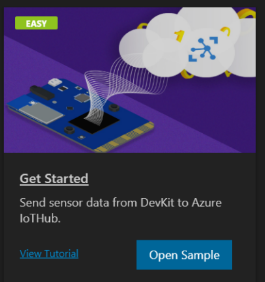 EASY
Get Started
Send sensor data from DevKit to Azure
IoTHub.
View Tutorial
Open Sample